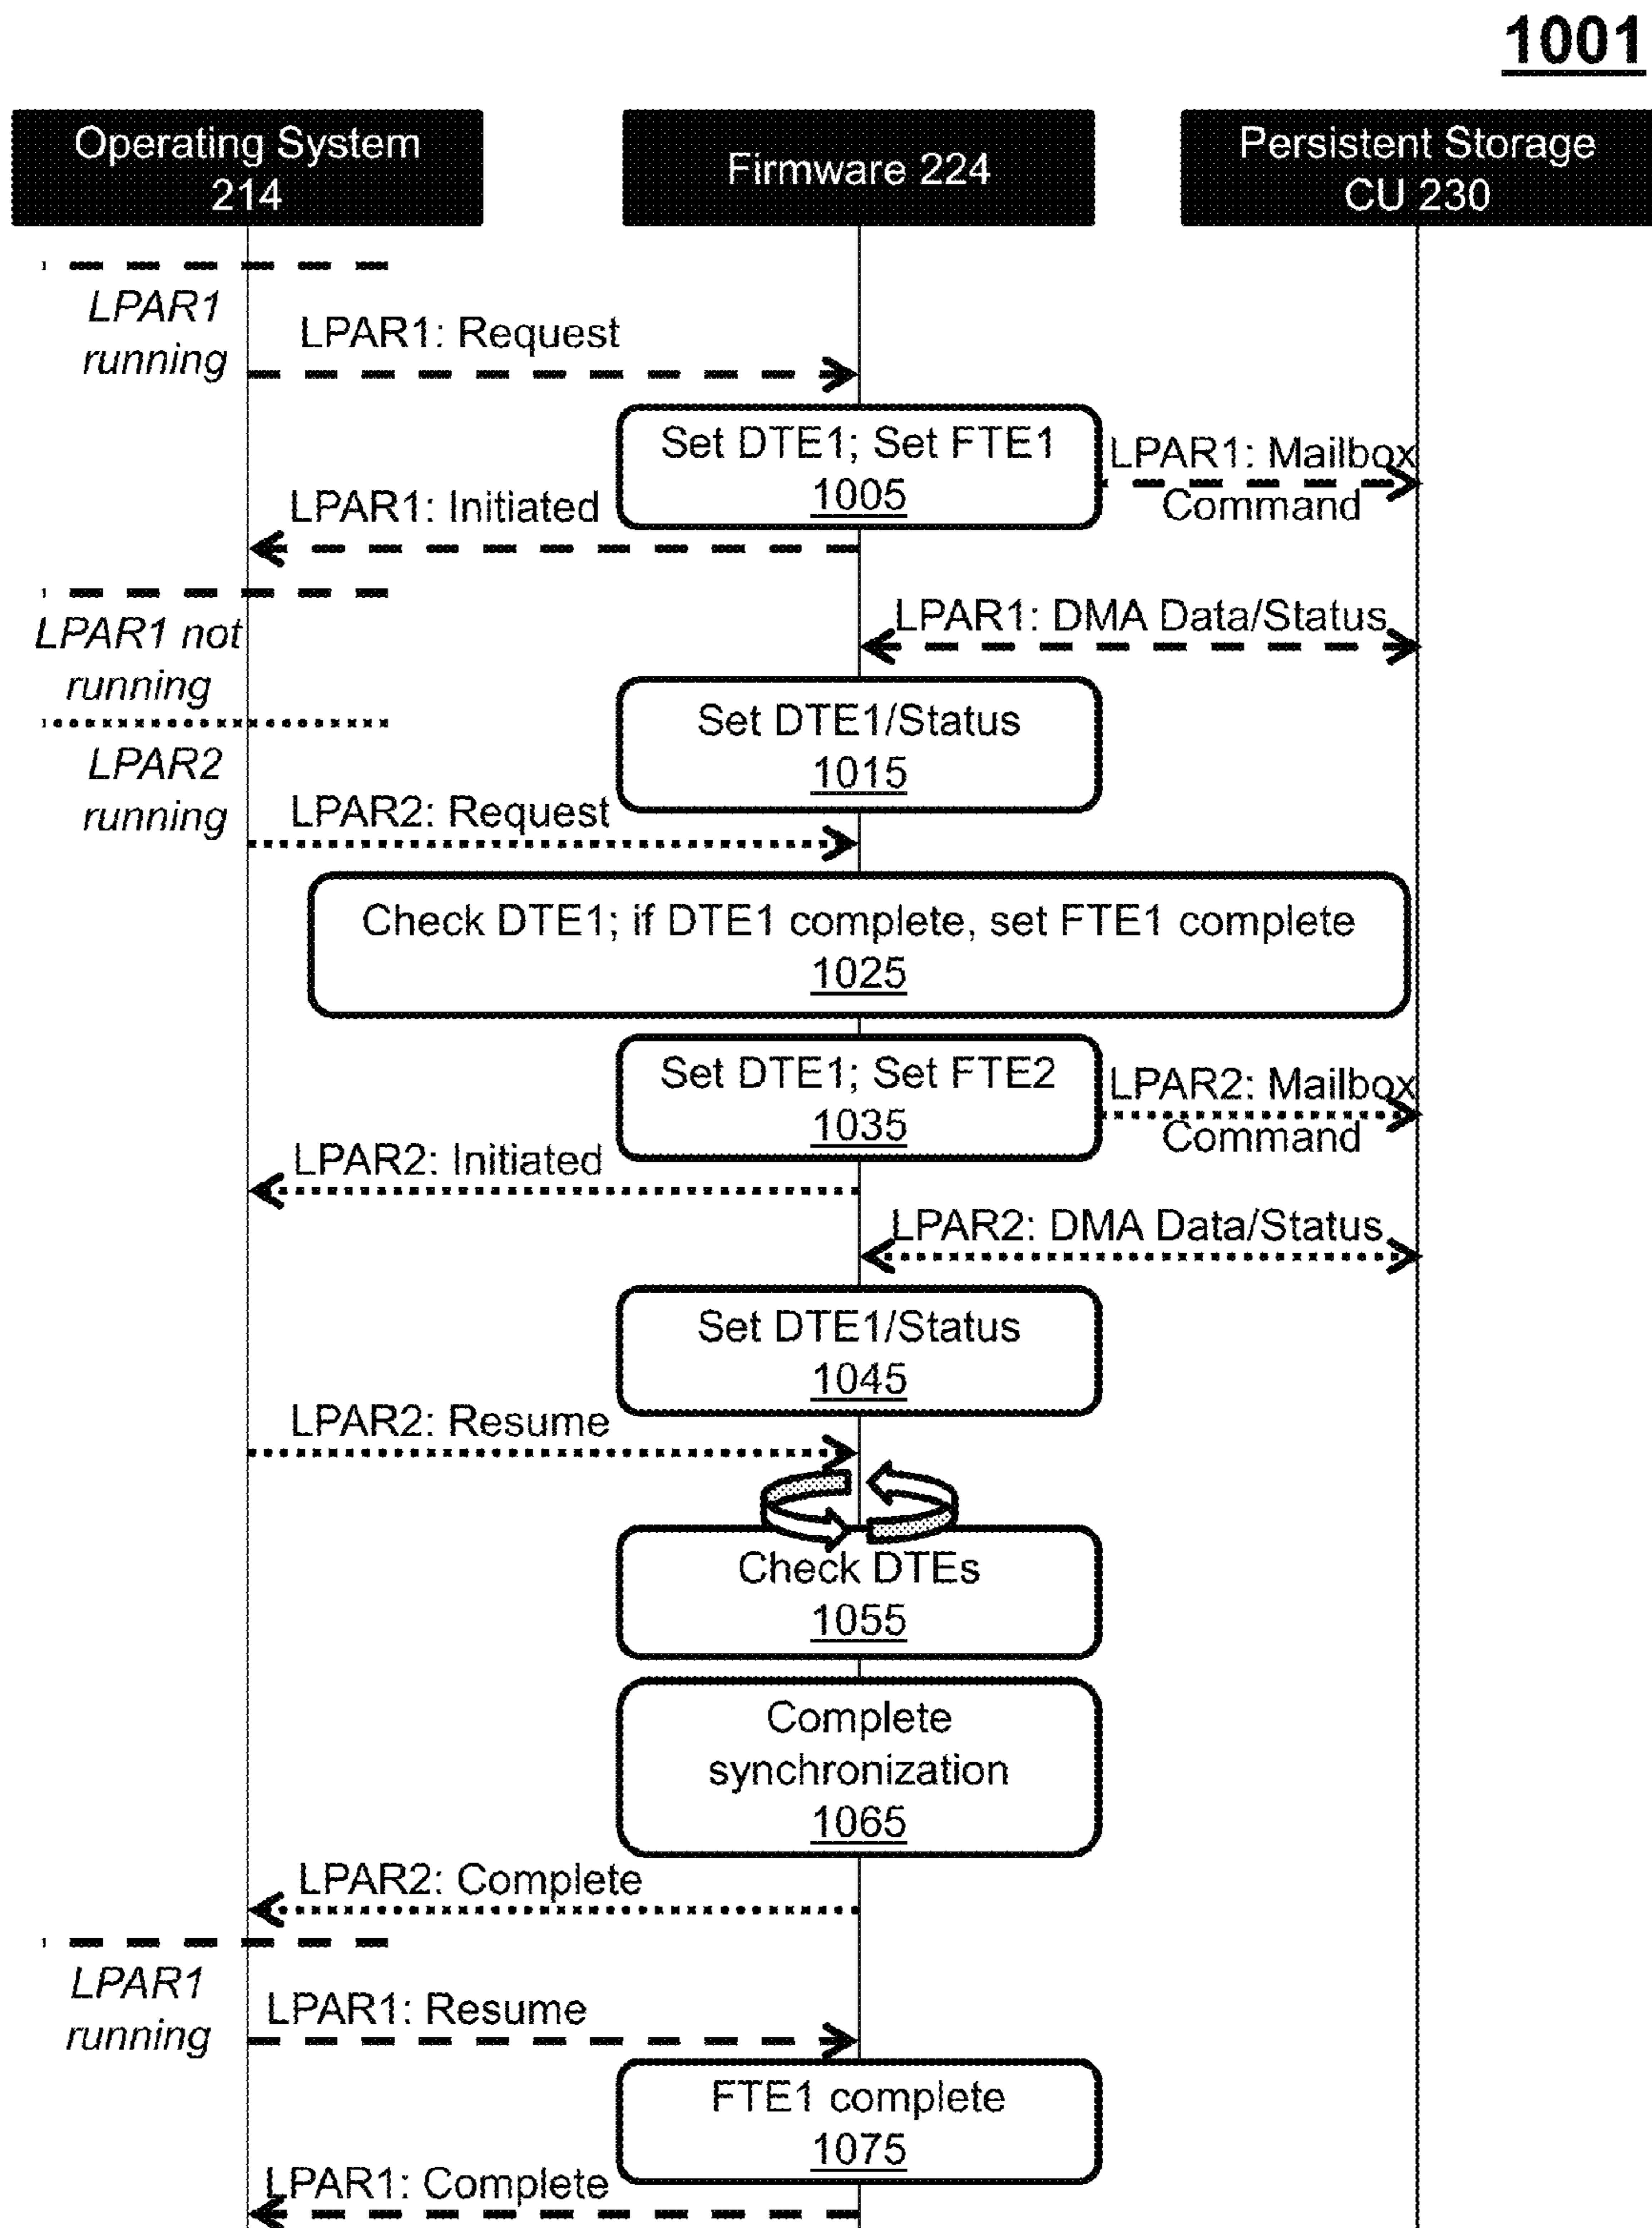 1001
Operating System
214
Firmware 224
Persistent Storage
CU 230
LPAR1
running
LPAR1: Request
Set DTE1; Set FTE1
1005
LPAR1: Mailbox
Command
LPAR1: Initiated
LPAR1 not
running
LPAR1: DMA Data/Status
Set DTE1/Status
1015
LPAR2
running
LPAR2: Request
Check DTE1; if DTE1 complete, set FTE1 complete
1025
Set DTE1; Set FTE2
1035
LPAR2: Mailbox
Command
LPAR2: Initiated
LPAR2: DMA Data/Status
Set DTE1/Status
1045
LPAR2: Resume
Check DTEs
1055
Complete
synchronization
1065
LPAR2: Complete
LPAR1
running
LPAR1: Resume
FTE1 complete
1075
LPAR1: Complete